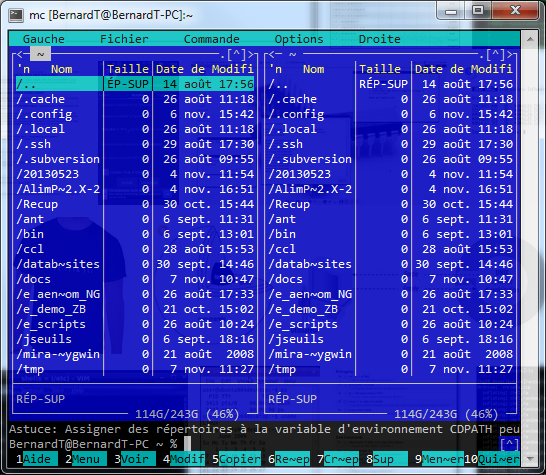 mc [BernardT@BernardT-PC]:~
Gauche Fichier Commande Options Droite
<─ ~ ─.[^]>┐┌<─ ~ ─.[^]>
'n Nom Taille Date de Modifi 'n Nom Taille Date de Modifi
/.. ÉP-SUP 14 août 17:56 /.. RÉP-SUP 14 août 17:56
/.cache 0 26 août 11:18 /.cache 0 26 août 11:18
/.config 0 6 nov. 15:42 /.config 0 6 nov. 15:42
/.local 0 26 août 11:18 /.local 0 26 août 11:18
/.ssh 0 29 août 17:30 /.ssh 0 29 août 17:30
/.subversion 0 26 août 09:55 /.subversion 0 26 août 09:55
/20130523 0 4 nov. 11:54 /20130523 0 4 nov. 11:54
/AlimP~2.X-2 0 4 nov. 16:51 /AlimP~2.X-2 0 4 nov. 16:51
/Recup 0 30 oct. 15:44 /Recup 0 30 oct. 15:44
/ant 0 6 sept. 11:31 /ant 0 6 sept. 11:31
/bin 0 6 sept. 13:01 /bin 0 6 sept. 13:01
/ccl 0 28 août 15:53 /ccl 0 28 août 15:53
/datab~sites 0 30 sept. 14:46 /datab~sites 0 30 sept. 14:46
/docs 0 7 nov. 10:47 /docs 0 7 nov. 10:47
/e_aen~om_NG 0 26 août 17:33 /e_aen~om_NG 0 26 août 17:33
/e_demo_ZB 0 21 oct. 15:02 /e_demo_ZB 0 21 oct. 15:02
/e_scripts 0 26 août 10:24 /e_scripts 0 26 août 10:24
/jseuils 0 6 sept. 18:16 /jseuils 0 6 sept. 18:16
/mira-~ygwin 0 21 août 2008 /mira-~ygwin 0 21 août 2008
/tmp 0 7 nov. 11:27 /tmp 0 7 nov. 11:27
RÉP-SUP RÉP-SUP
114G/243G (46%) 114G/243G (46%)
Astuce: Assigner des répertoires à la variable d'environnement CDPATH peu
BernardT@BernardT-PC ~ % [^]
1Aide 2Menu 3Voir 4Modif 5Copier 6Re~ep 7Cr~ep 8Sup 9Men~er 10Qui~er